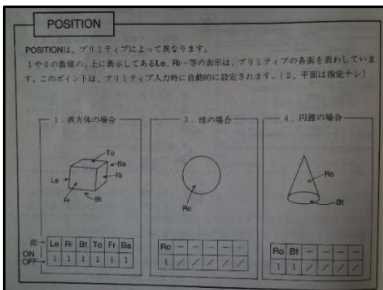 POSITION
POSITIONは、プリミティブによって異なります。
1や0の数値の、上に表示してあるLe、Ri…等の表示は、プリミティブの各面を表わしていま
す。このポイントは、プリミティブ入力時に自動的に設定されます。(2、平面は指定ナシ)
1. 直方体の場合
To
Ba
Ri
Le
Fr
Bt
面→ Le Ri Bt To Fr Ba
ON
OFF→ 1 1 1 1 1 1
3. 球の場合
Ro
Ro － － － － －
1 / / / / /
4. 円錐の場合
Ro
Bt
Ro Bt － － － －
1 1 / / / /